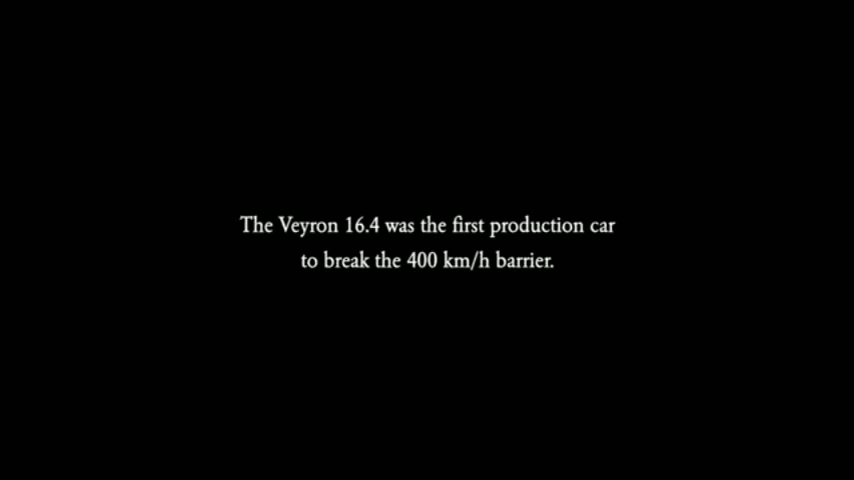 The Veyron 16.4 was the first production car
to break the 400 km/h barrier.